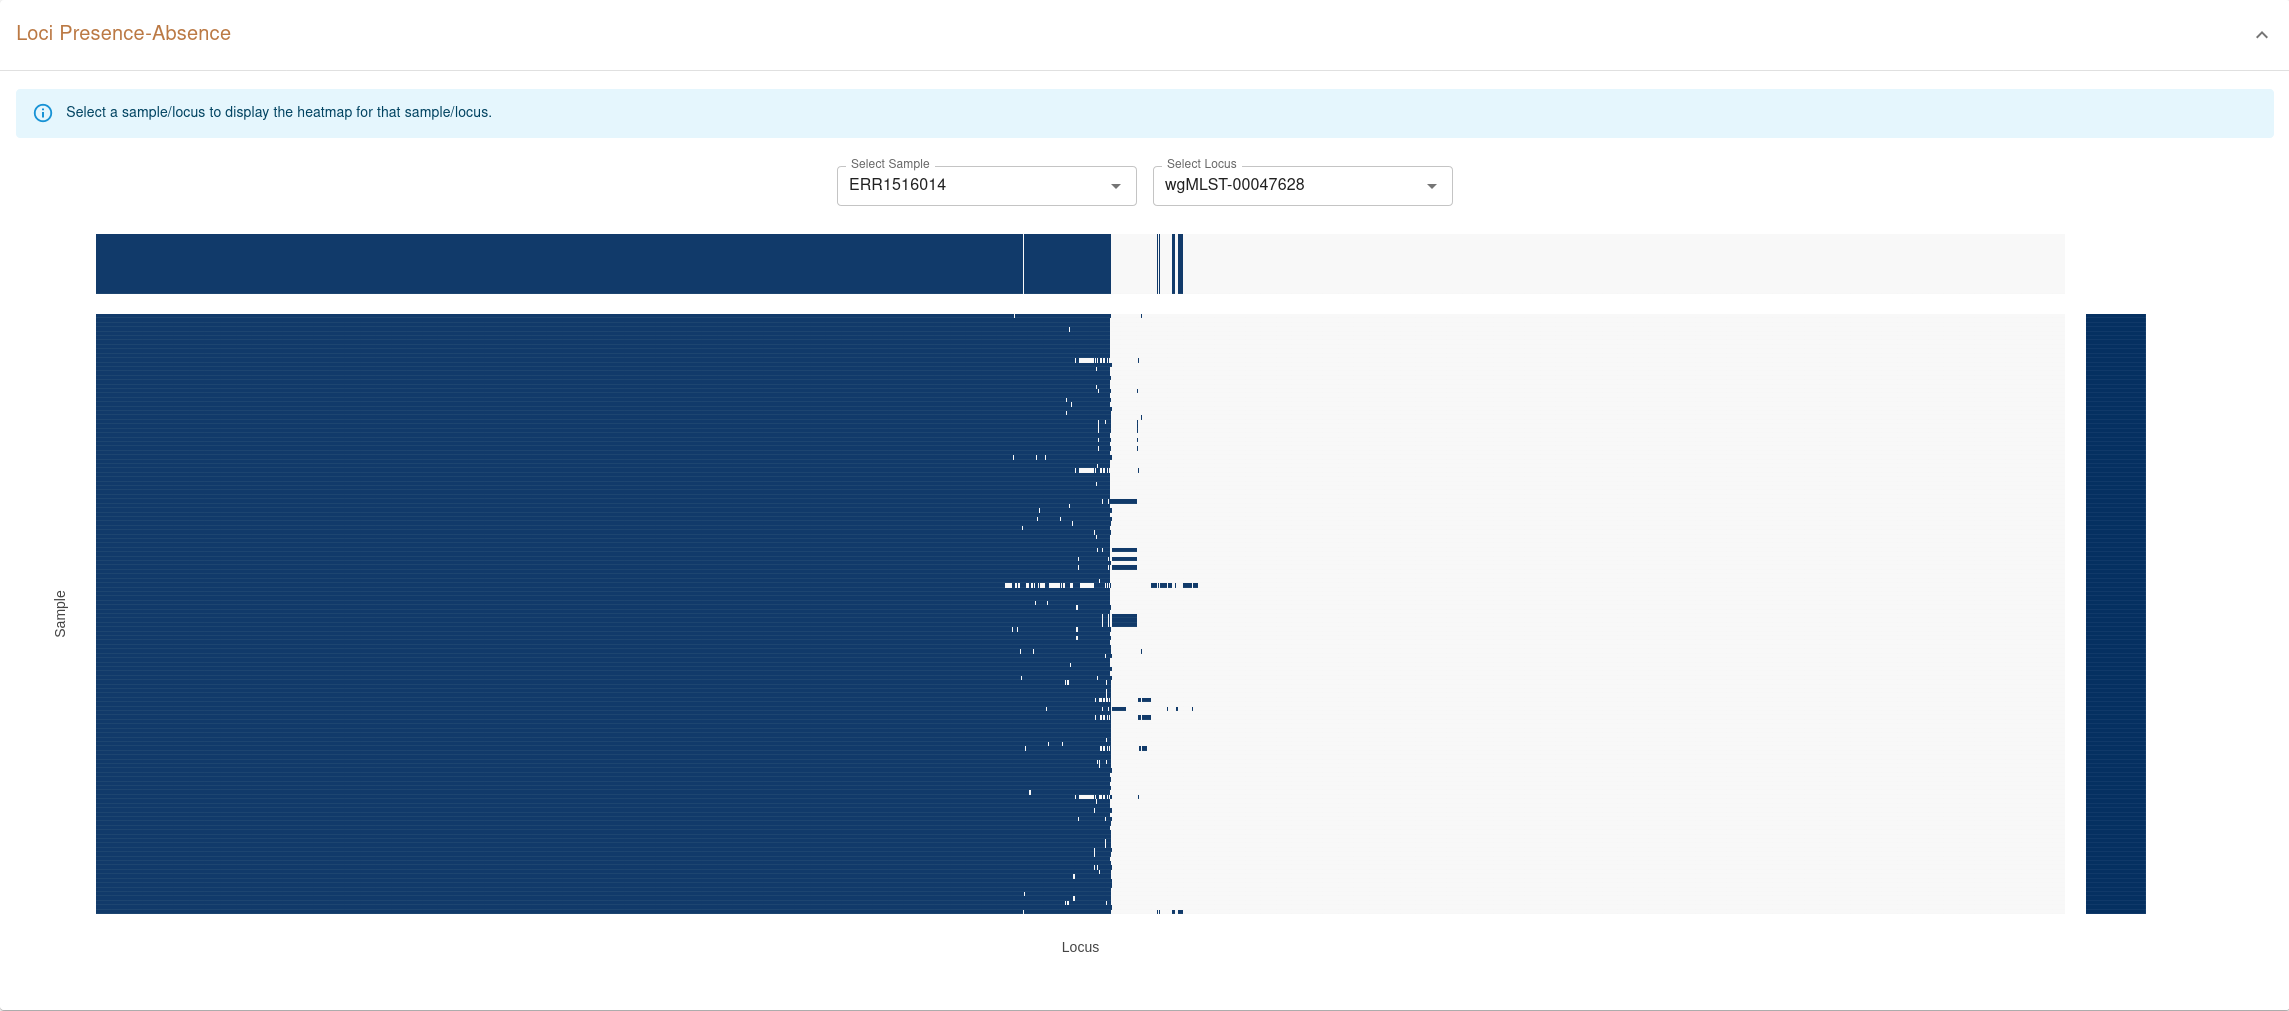 Loci Presence-Absence
Select a sample/locus to display the heatmap for that sample/locus.
Select Sample
ERR1516014
Select Locus
wgMLST-00047628
Sample
Locus